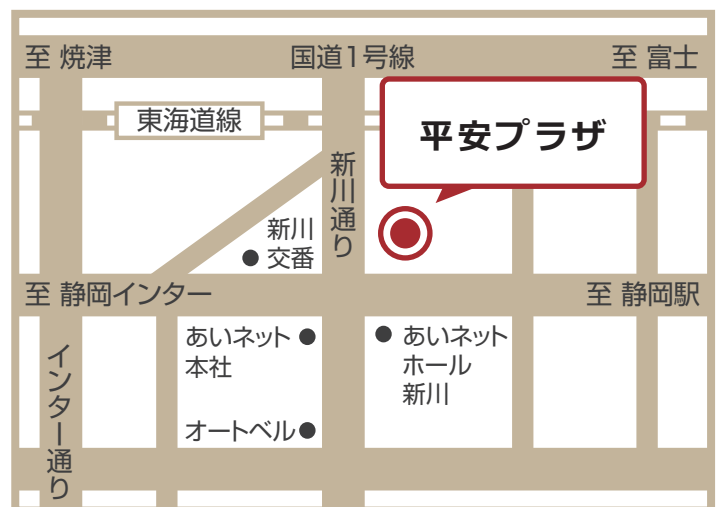 至 焼津
国道1号線
至 富士
東海道線
平安プラザ
新川通り
新川
交番
至 静岡インター
至 静岡駅
あいネット
本社
あいネット
ホール
新川
オートベル
インター通り